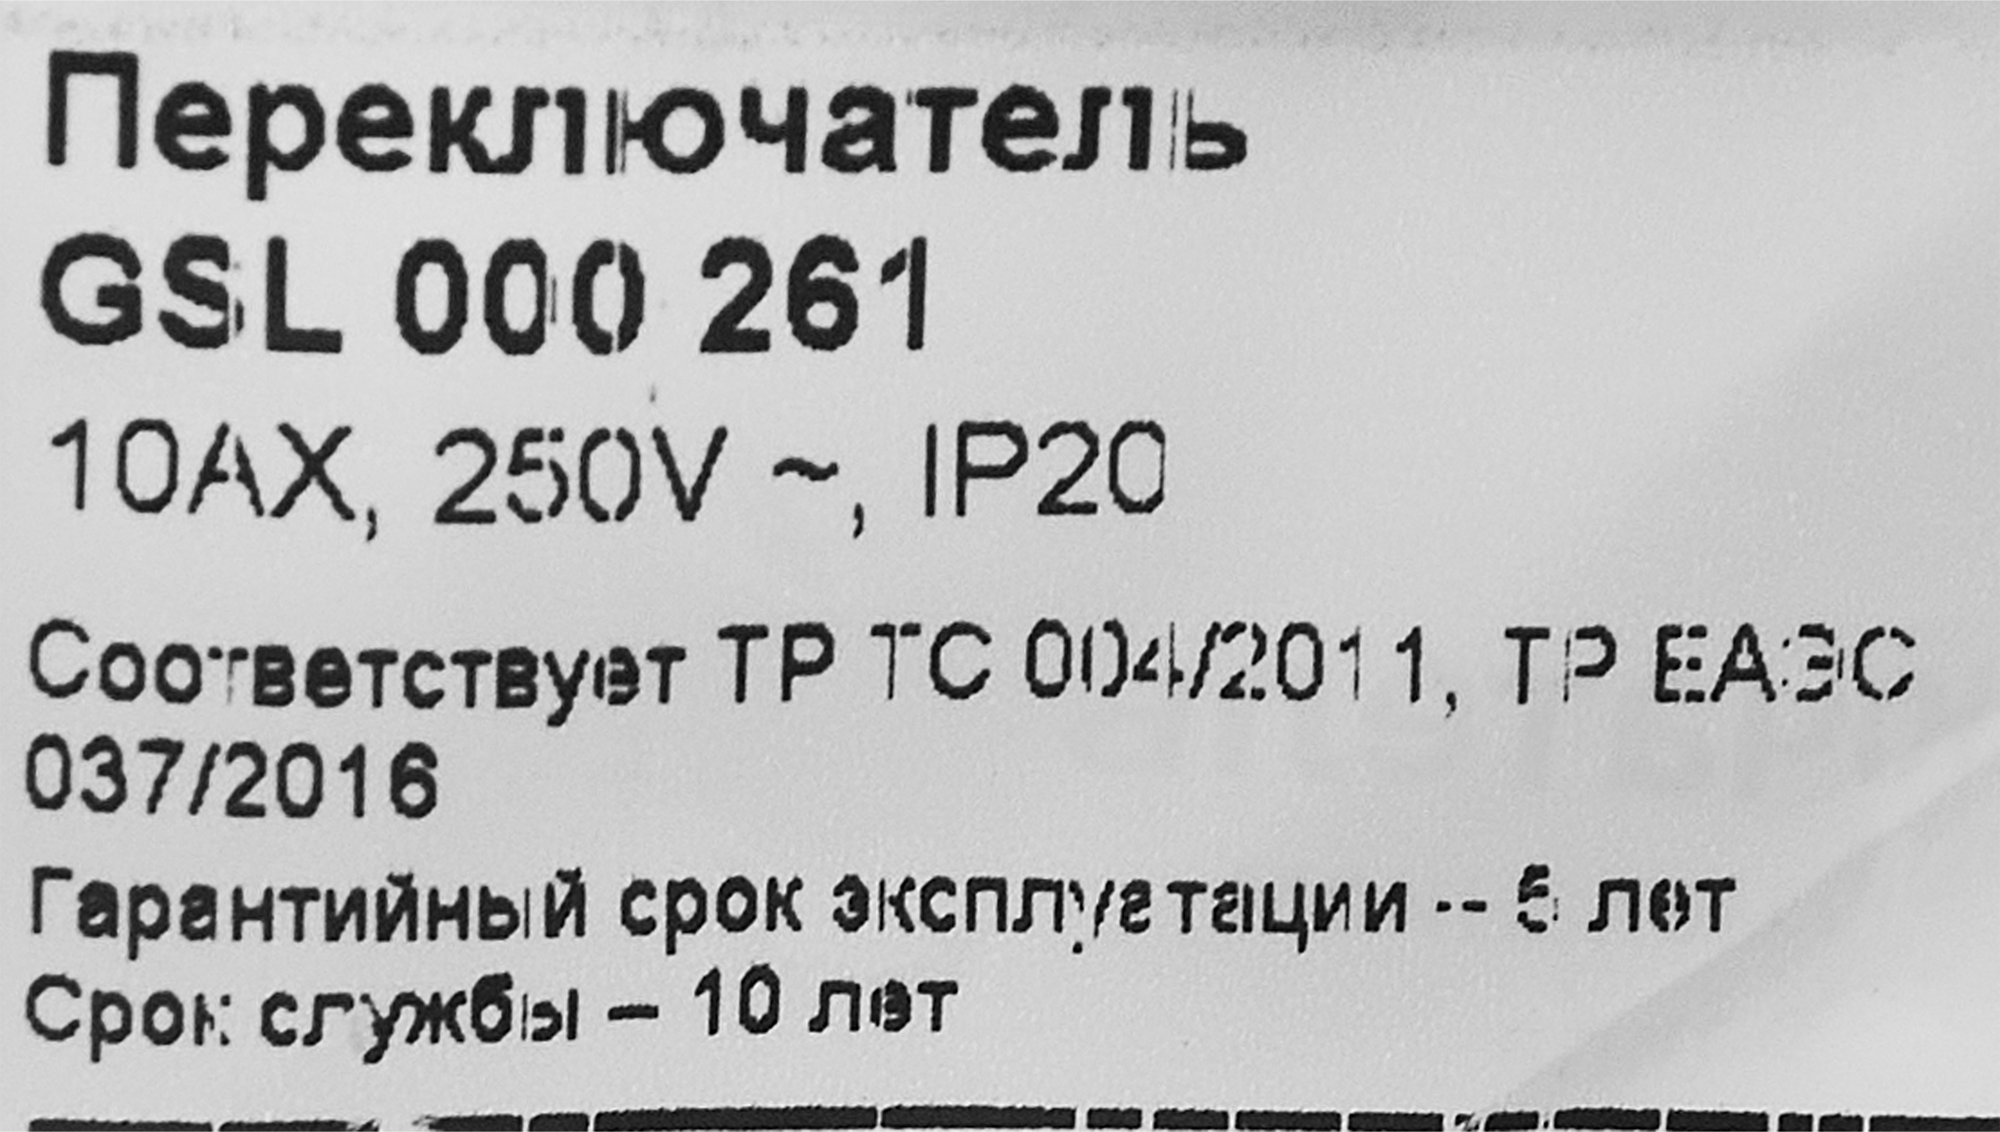 Переключатель
GSL 000 261
10AX, 250V ~, IP20
Соответствует ТР ТС 004/2011, ТР ЕАЭС
037/2016
Гарантийный срок эксплуатации – 5 лет
Срок службы – 10 лет